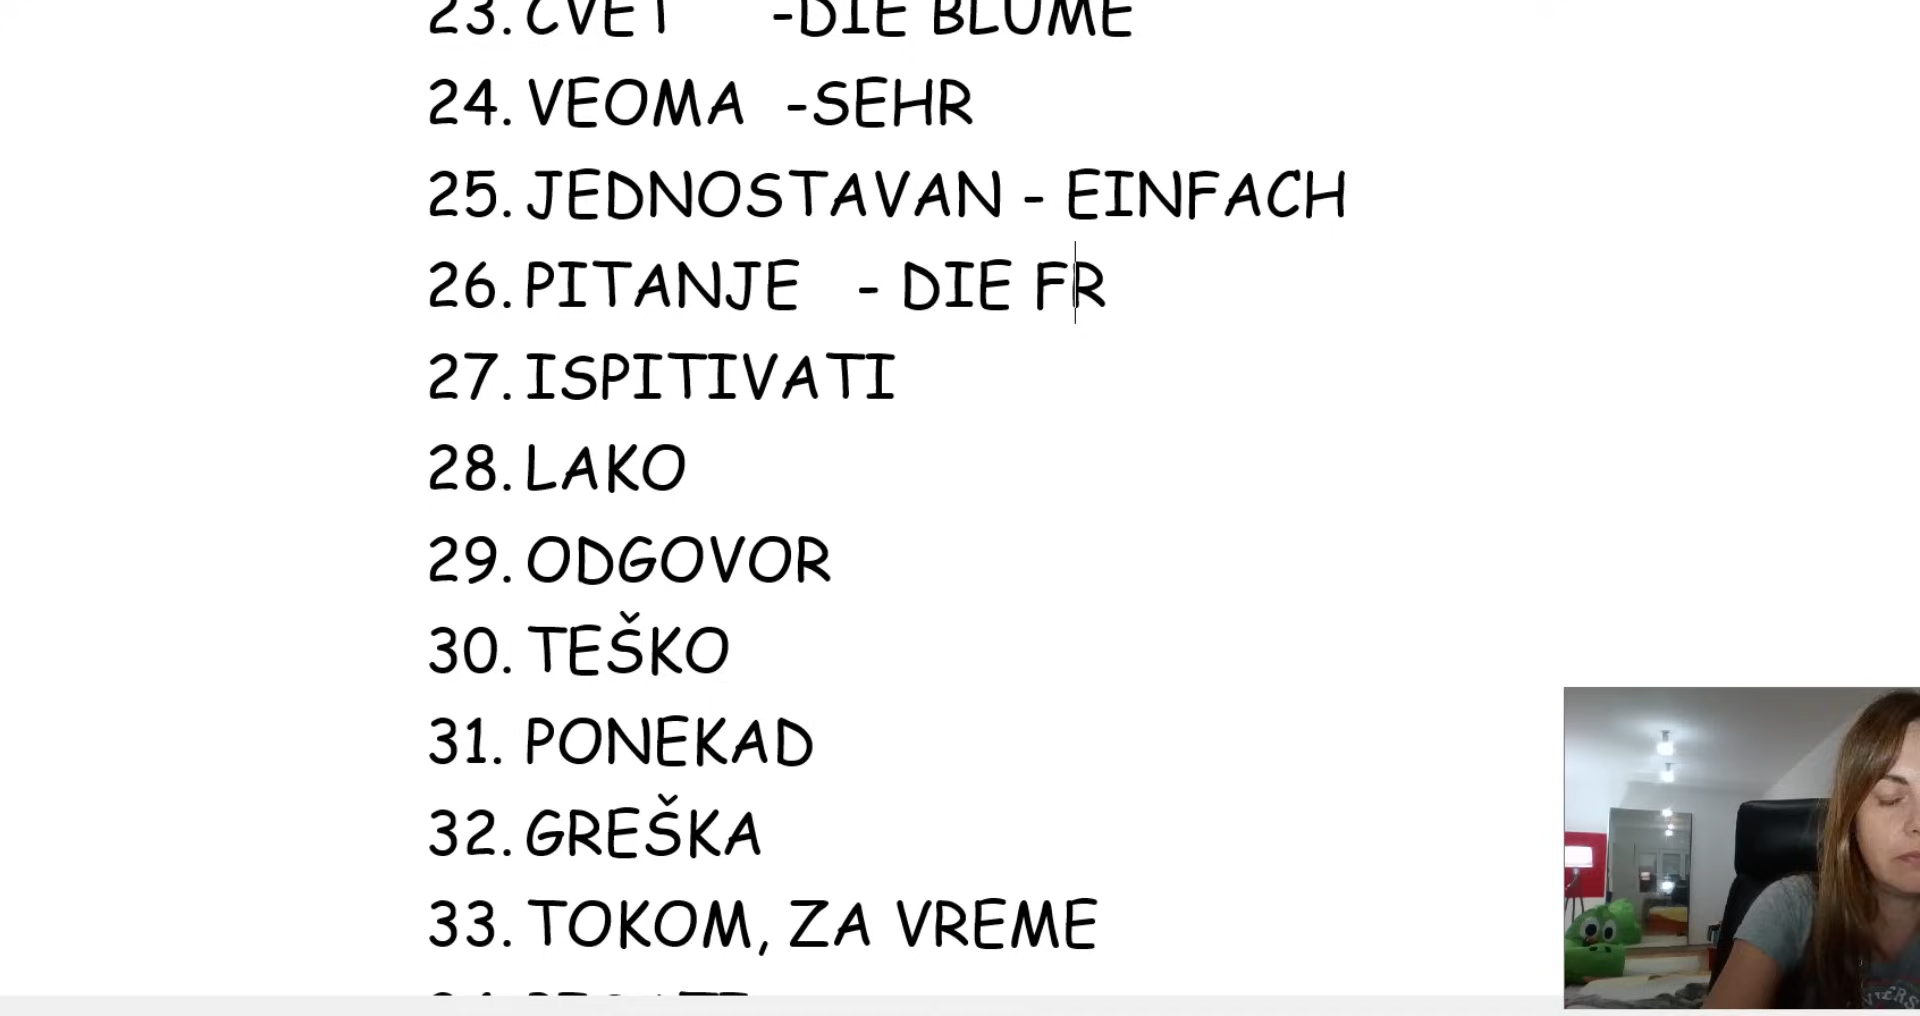 23. CVET -DIE BLUME
24. VEOMA -SEHR
25. JEDNOSTAVAN - EINFACH
26. PITANJE - DIE FR
27. ISPITIVATI
28. LAKO
29. ODGOVOR
30. TEŠKO
31. PONEKAD
32. GREŠKA
33. TOKOM, ZA VREME